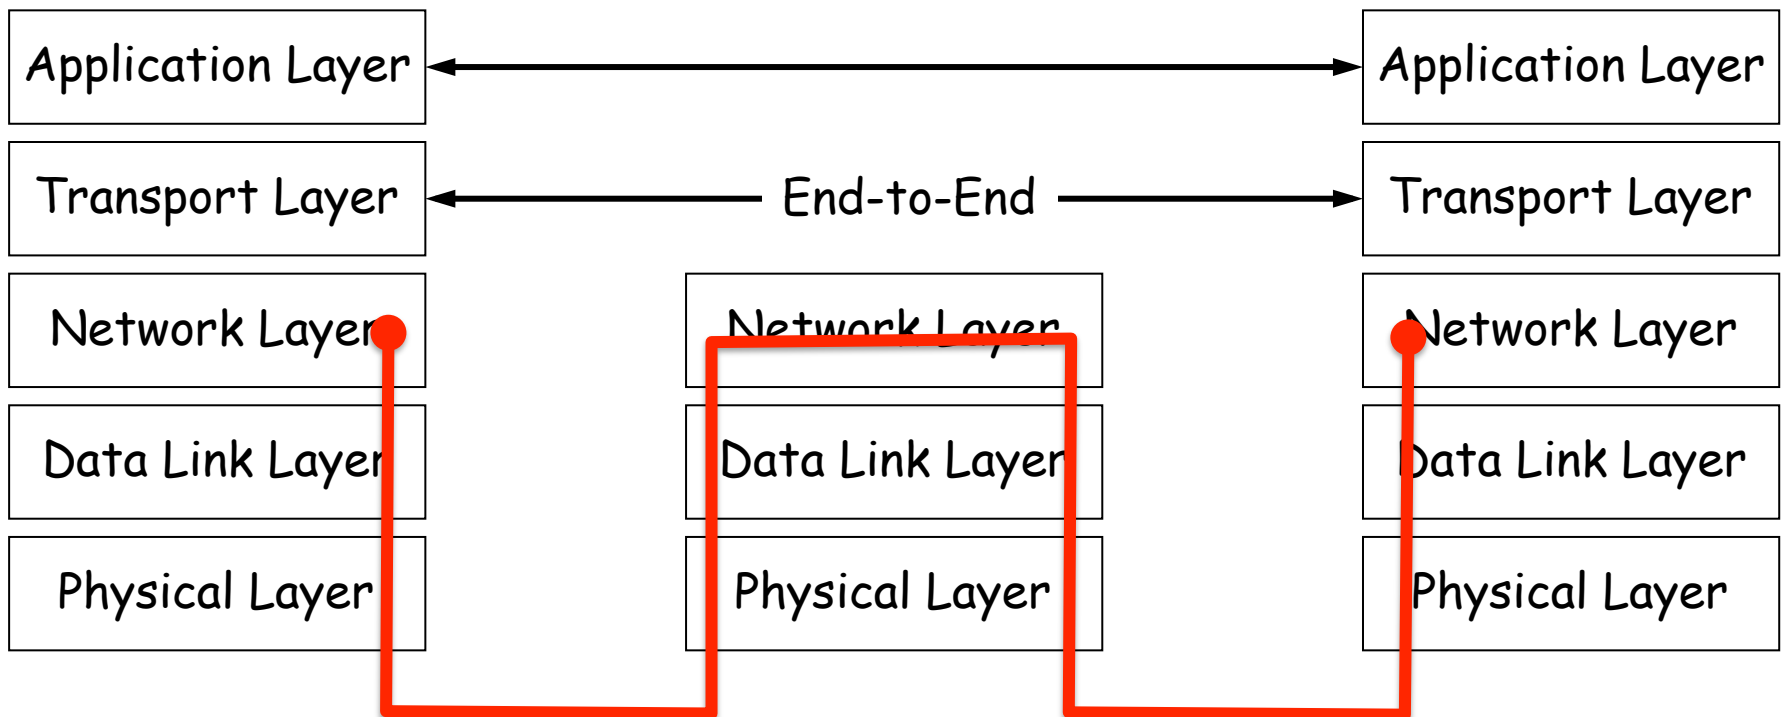 Application Layer
Application Layer
Transport Layer
End-to-End
Transport Layer
Network Layer
Network Layer
Network Layer
Data Link Layer
Data Link Layer
Data Link Layer
Physical Layer
Physical Layer
Physical Layer